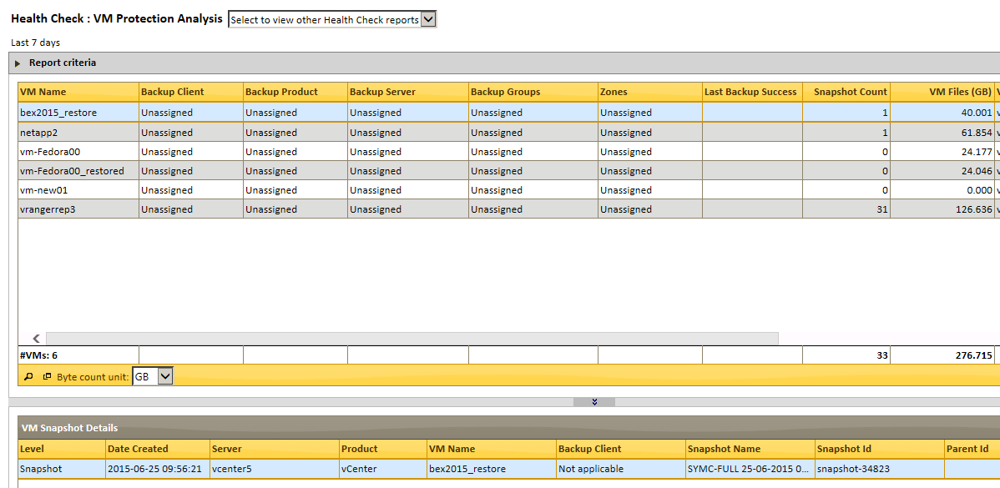 Health Check : VM Protection Analysis Select to view other Health Check reports
Last 7 days
Report criteria
VM Name Backup Client Backup Product Backup Server Backup Groups Zones Last Backup Success Snapshot Count VM Files (GB) V
bex2015_restore Unassigned Unassigned Unassigned Unassigned Unassigned 1 40.001 v
netapp2 Unassigned Unassigned Unassigned Unassigned Unassigned 1 61.854 v
vm-Fedora00 Unassigned Unassigned Unassigned Unassigned Unassigned 0 24.177 v
vm-Fedora00_restored Unassigned Unassigned Unassigned Unassigned Unassigned 0 24.046 v
vm-new01 Unassigned Unassigned Unassigned Unassigned Unassigned 0 0.000 v
vrangerrep3 Unassigned Unassigned Unassigned Unassigned Unassigned 31 126.636 v
#VMs: 6 33 276.715
Byte count unit: GB
VM Snapshot Details
Level Date Created Server Product VM Name Backup Client Snapshot Name Snapshot Id Parent Id
Snapshot 2015-06-25 09:56:21 vcenter5 vCenter bex2015_restore Not applicable SYMC-FULL 25-06-2015 0... snapshot-34823